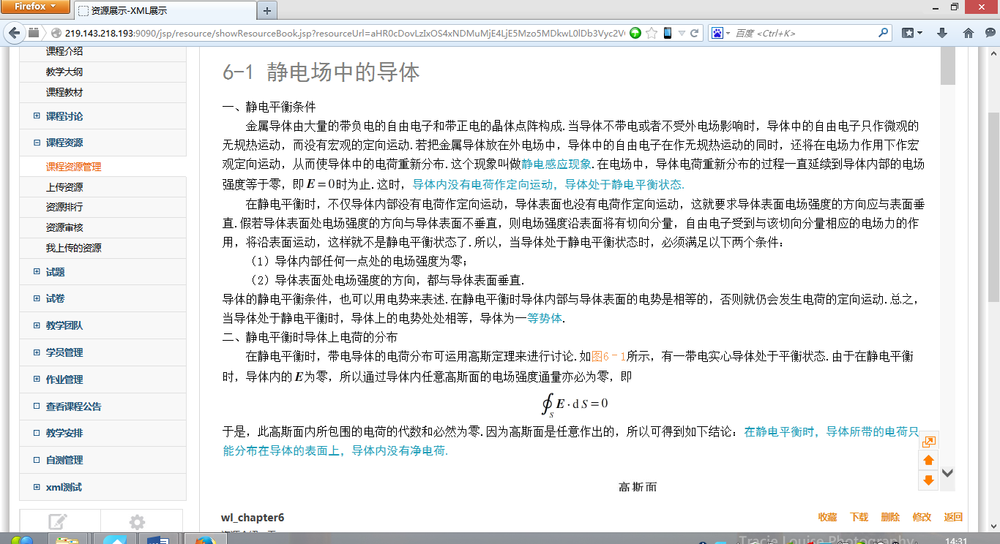 Firefox
资源展示-XML展示
219.143.218.193:9090/jsp/resource/showResourceBook.jsp?resourceUrl=aHR0cDovLzIxOS4xNDMuMjE4LjE5Mzo5MDkwL0lDb3Vyc2V
百度 <Ctrl+K>
课程介绍
教学大纲
课程教材
课程讨论
课程资源
课程资源管理
上传资源
资源排行
资源审核
我上传的资源
试题
试卷
教学团队
学员管理
作业管理
查看课程公告
教学安排
自测管理
xml测试
6-1 静电场中的导体
一、静电平衡条件
金属导体由大量的带负电的自由电子和带正电的晶体点阵构成.当导体不带电或者不受外电场影响时，导体中的自由电子只作微观的
无规热运动，而没有宏观的定向运动.若把金属导体放在外电场中，导体中的自由电子在作无规热运动的同时，还将在电场力作用下作宏
观定向运动，从而使导体中的电荷重新分布.这个现象叫做静电感应现象.在电场中，导体电荷重新分布的过程一直延续到导体内部的电场
强度等于零，即 E = 0时为止.这时，导体内没有电荷作定向运动，导体处于静电平衡状态.
在静电平衡时，不仅导体内部没有电荷作定向运动，导体表面也没有电荷作定向运动，这就要求导体表面电场强度的方向应与表面垂
直.假若导体表面处电场强度的方向与导体表面不垂直，则电场强度沿表面将有切向分量，自由电子受到与该切向分量相应的电场力的作
用，将沿表面运动，这样就不是静电平衡状态了.所以，当导体处于静电平衡状态时，必须满足以下两个条件：
（1）导体内部任何一点处的电场强度为零；
（2）导体表面处电场强度的方向，都与导体表面垂直.
导体的静电平衡条件，也可以用电势来表述.在静电平衡时导体内部与导体表面的电势是相等的，否则就仍会发生电荷的定向运动.总之，
当导体处于静电平衡时，导体上的电势处处相等，导体为一等势体.
二、静电平衡时导体上电荷的分布
在静电平衡时，带电导体的电荷分布可运用高斯定理来进行讨论.如图6－1所示，有一带电实心导体处于平衡状态.由于在静电平衡
时，导体内的 E 为零，所以通过导体内任意高斯面的电场强度通量亦必为零，即
∮S E · d S = 0
于是，此高斯面内所包围的电荷的代数和必然为零.因为高斯面是任意作出的，所以可得到如下结论：在静电平衡时，导体所带的电荷只
能分布在导体的表面上，导体内没有净电荷.
高斯面
wl_chapter6
收藏 下载 删除 修改 返回
Tracie Louise Photography
14:31